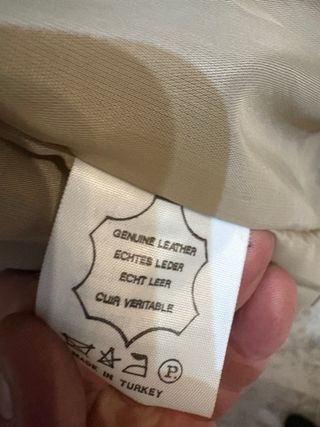 GENUINE LEATHER
ECHTES LEDER
ECHT LEER
CUIR VERITABLE
P.
MADE IN TURKEY